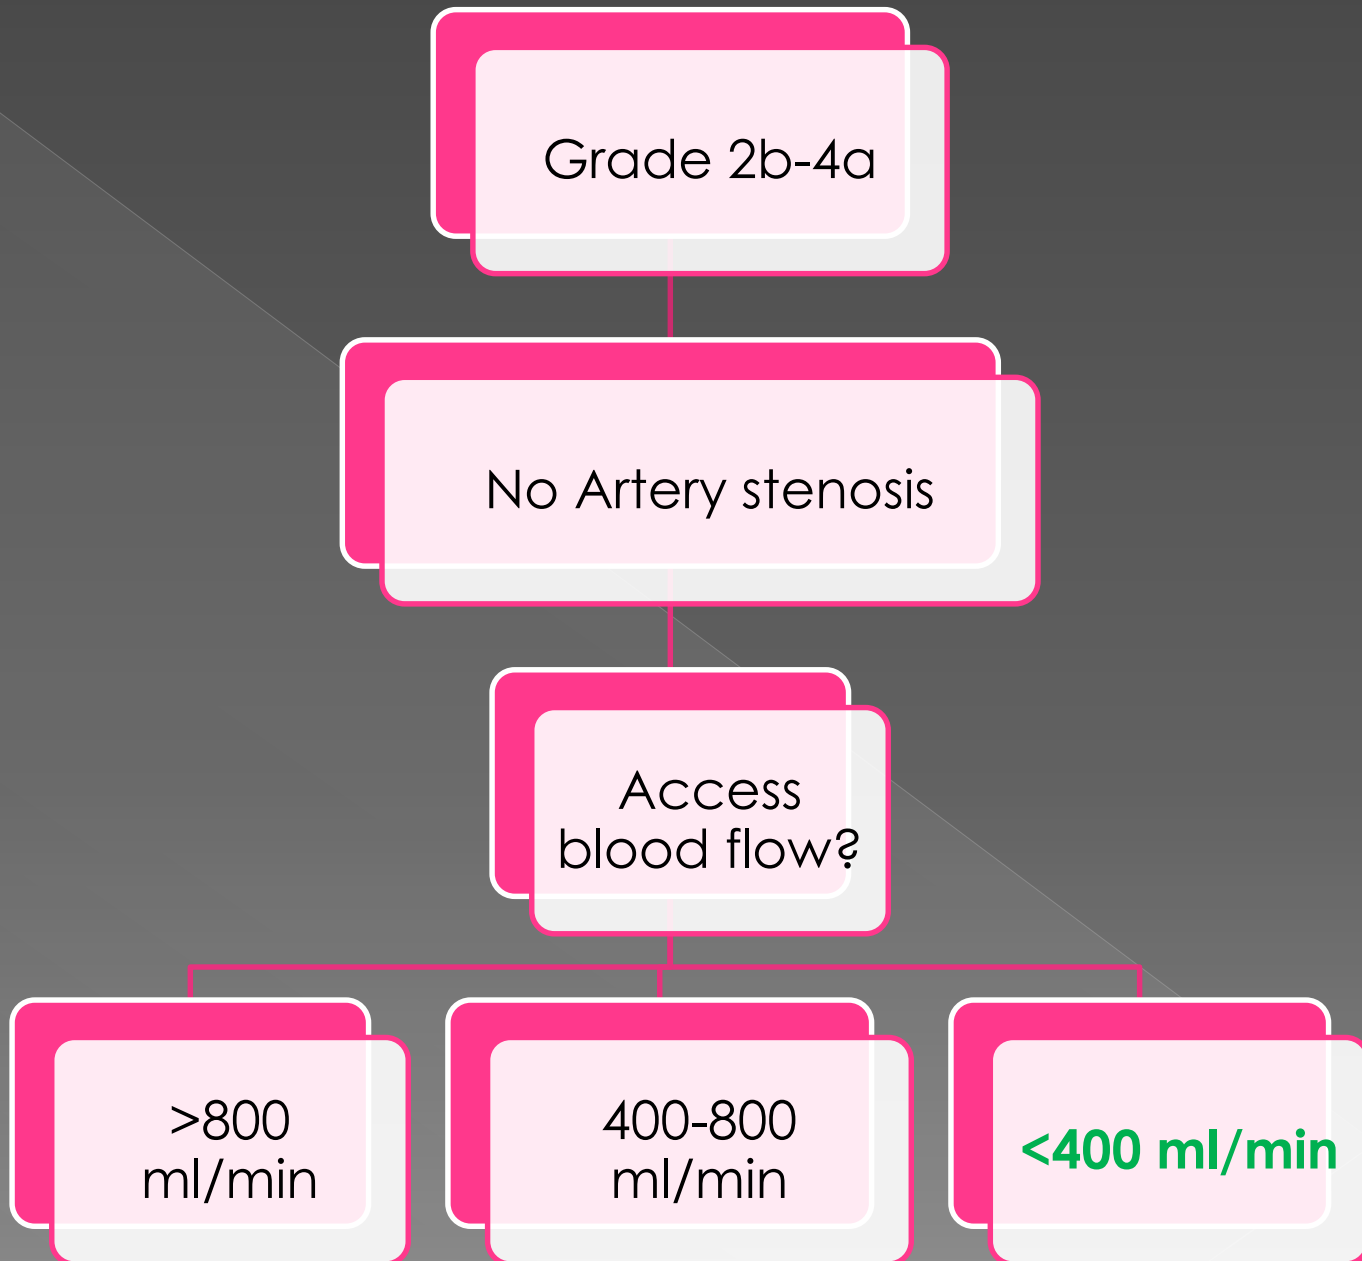 Grade 2b-4a
No Artery stenosis
Access
blood flow?
>800
ml/min
400-800
ml/min
<400 ml/min